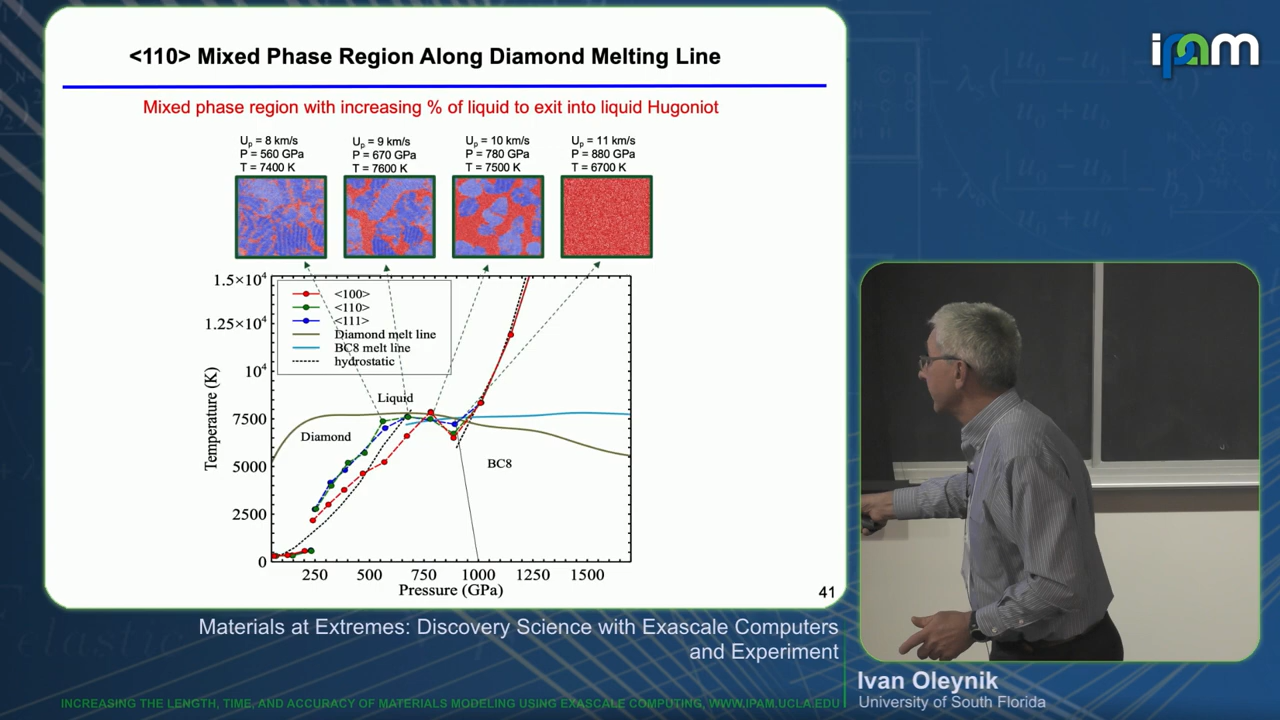 <110> Mixed Phase Region Along Diamond Melting Line
Mixed phase region with increasing % of liquid to exit into liquid Hugoniot
Up = 8 km/s
P = 560 GPa
T = 7400 K
Up = 9 km/s
P = 670 GPa
T = 7600 K
Up = 10 km/s
P = 780 GPa
T = 7500 K
Up = 11 km/s
P = 880 GPa
T = 6700 K
1.5×10⁴
1.25×10⁴
10⁴
7500
5000
2500
0
Temperature (K)
<100>
<110>
<111>
Diamond melt line
BC8 melt line
hydrostatic
Liquid
Diamond
BC8
250
500
750
1000
1250
1500
Pressure (GPa)
41
ipam
Materials at Extremes: Discovery Science with Exascale Computers
and Experiment
Ivan Oleynik
University of South Florida
INCREASING THE LENGTH, TIME, AND ACCURACY OF MATERIALS MODELING USING EXASCALE COMPUTING, WWW.IPAM.UCLA.EDU